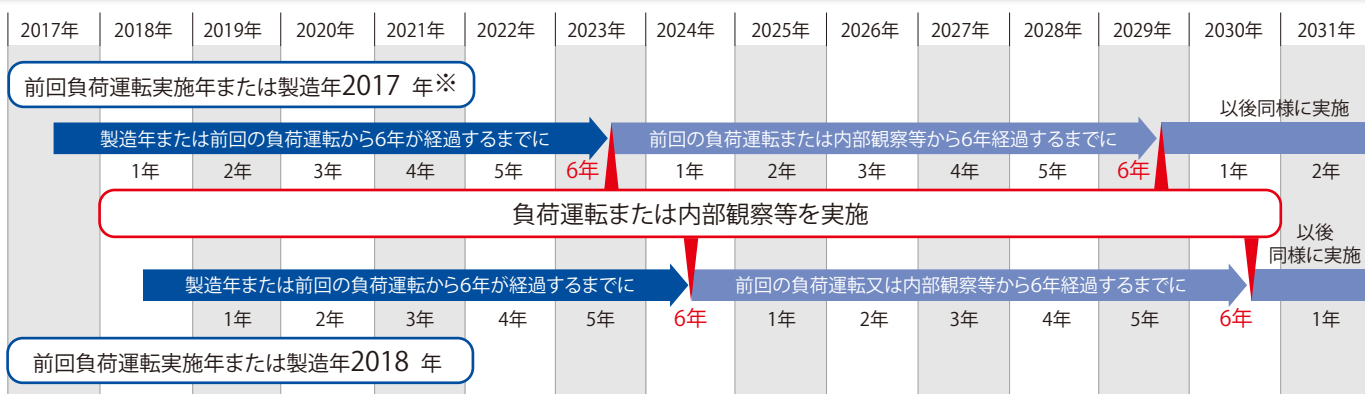 2017年 2018年 2019年 2020年 2021年 2022年 2023年 2024年 2025年 2026年 2027年 2028年 2029年 2030年 2031年
前回負荷運転実施年または製造年2017 年※
以後同様に実施
製造年または前回の負荷運転から6年が経過するまでに 前回の負荷運転または内部観察等から6年経過するまでに
1年 2年 3年 4年 5年 6年 1年 2年 3年 4年 5年 6年 1年 2年
負荷運転または内部観察等を実施
以後
同様に実施
製造年または前回の負荷運転から6年が経過するまでに 前回の負荷運転又は内部観察等から6年経過するまでに
1年 2年 3年 4年 5年 6年 1年 2年 3年 4年 5年 6年 1年
前回負荷運転実施年または製造年2018 年